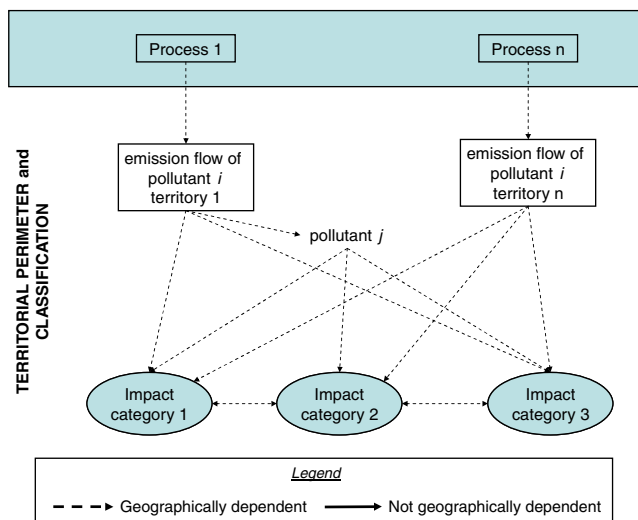 Process 1
Process n
TERRITORIAL PERIMETER and
CLASSIFICATION
emission flow of
pollutant i
territory 1
emission flow of
pollutant i
territory n
pollutant j
Impact
category 1
Impact
category 2
Impact
category 3
Legend
Geographically dependent
Not geographically dependent